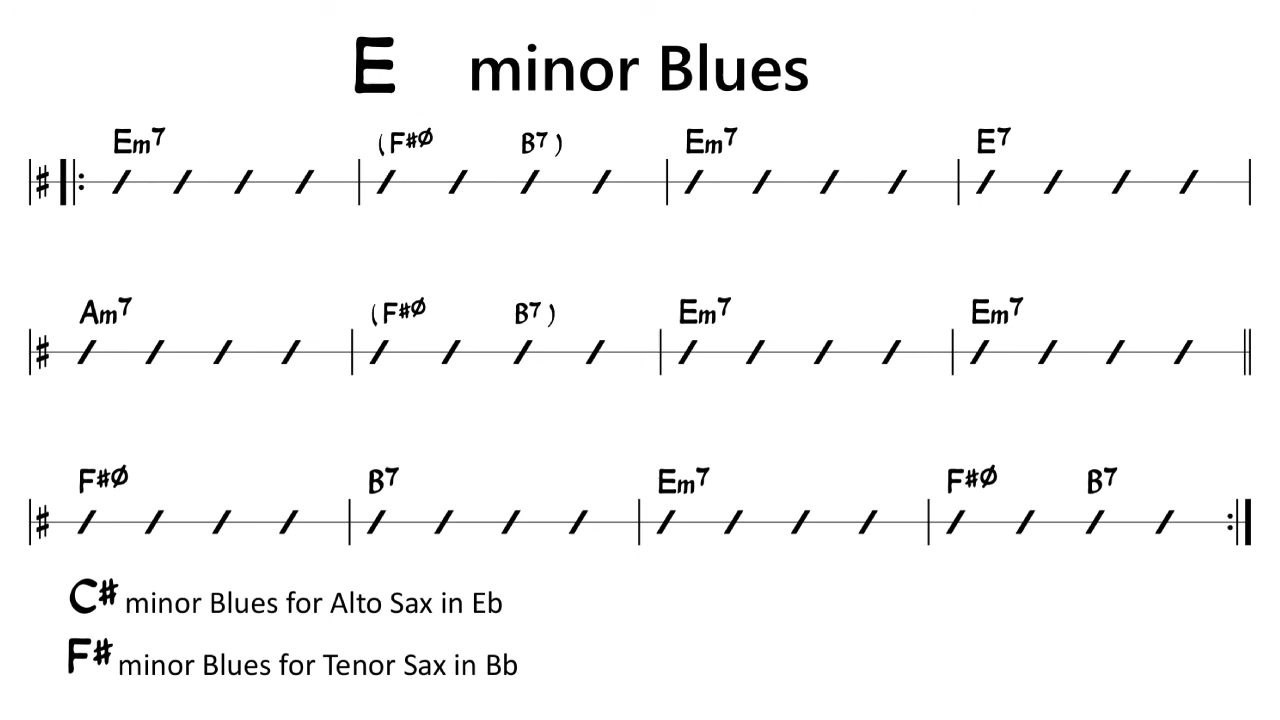 E minor Blues
Em7 (F#ø B7) Em7 E7
Am7 (F#ø B7) Em7 Em7
F#ø B7 Em7 F#ø B7
C# minor Blues for Alto Sax in Eb
F# minor Blues for Tenor Sax in Bb